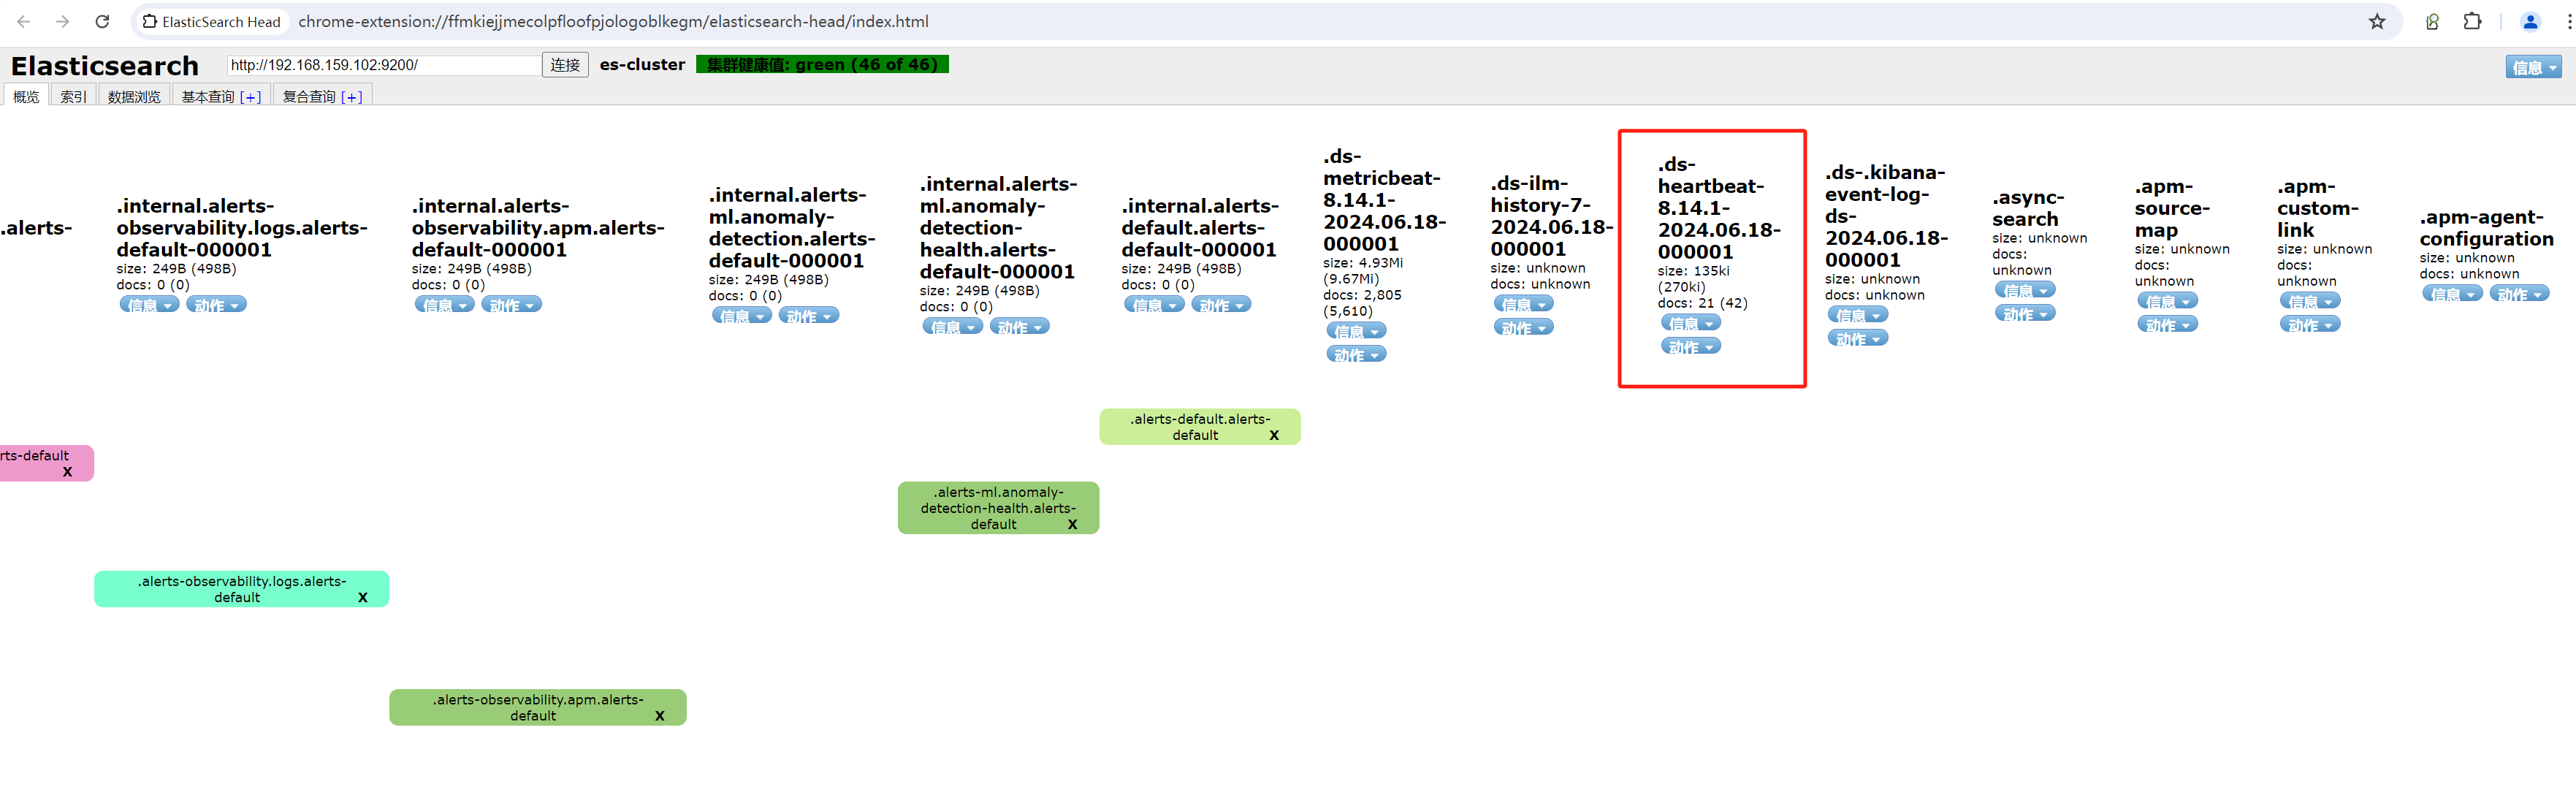 ElasticSearch Head
chrome-extension://ffmkiejjmecolpfloofpjologoblkegm/elasticsearch-head/index.html
Elasticsearch
http://192.168.159.102:9200/
连接
es-cluster
集群健康值: green (46 of 46)
信息
概览
索引
数据浏览
基本查询 [+]
复合查询 [+]
.alerts-
.internal.alerts-
observability.logs.alerts-
default-000001
size: 249B (498B)
docs: 0 (0)
信息
动作
.internal.alerts-
observability.apm.alerts-
default-000001
size: 249B (498B)
docs: 0 (0)
信息
动作
.internal.alerts-
ml.anomaly-
detection.alerts-
default-000001
size: 249B (498B)
docs: 0 (0)
信息
动作
.internal.alerts-
ml.anomaly-
detection-
health.alerts-
default-000001
size: 249B (498B)
docs: 0 (0)
信息
动作
.internal.alerts-
default.alerts-
default-000001
size: 249B (498B)
docs: 0 (0)
信息
动作
.ds-
metricbeat-
8.14.1-
2024.06.18-
000001
size: 4.93Mi
(9.67Mi)
docs: 2,805
(5,610)
信息
动作
.ds-ilm-
history-7-
2024.06.18-
000001
size: unknown
docs: unknown
信息
动作
.ds-
heartbeat-
8.14.1-
2024.06.18-
000001
size: 135ki
(270ki)
docs: 21 (42)
信息
动作
.ds-.kibana-
event-log-
ds-
2024.06.18-
000001
size: unknown
docs: unknown
信息
动作
.async-
search
size: unknown
docs:
unknown
信息
动作
.apm-
source-
map
size: unknown
docs:
unknown
信息
动作
.apm-
custom-
link
size: unknown
docs:
unknown
信息
动作
.apm-agent-
configuration
size: unknown
docs: unknown
信息
动作
.alerts-default.alerts-
default X
rts-default
X
.alerts-ml.anomaly-
detection-health.alerts-
default X
.alerts-observability.logs.alerts-
default X
.alerts-observability.apm.alerts-
default X